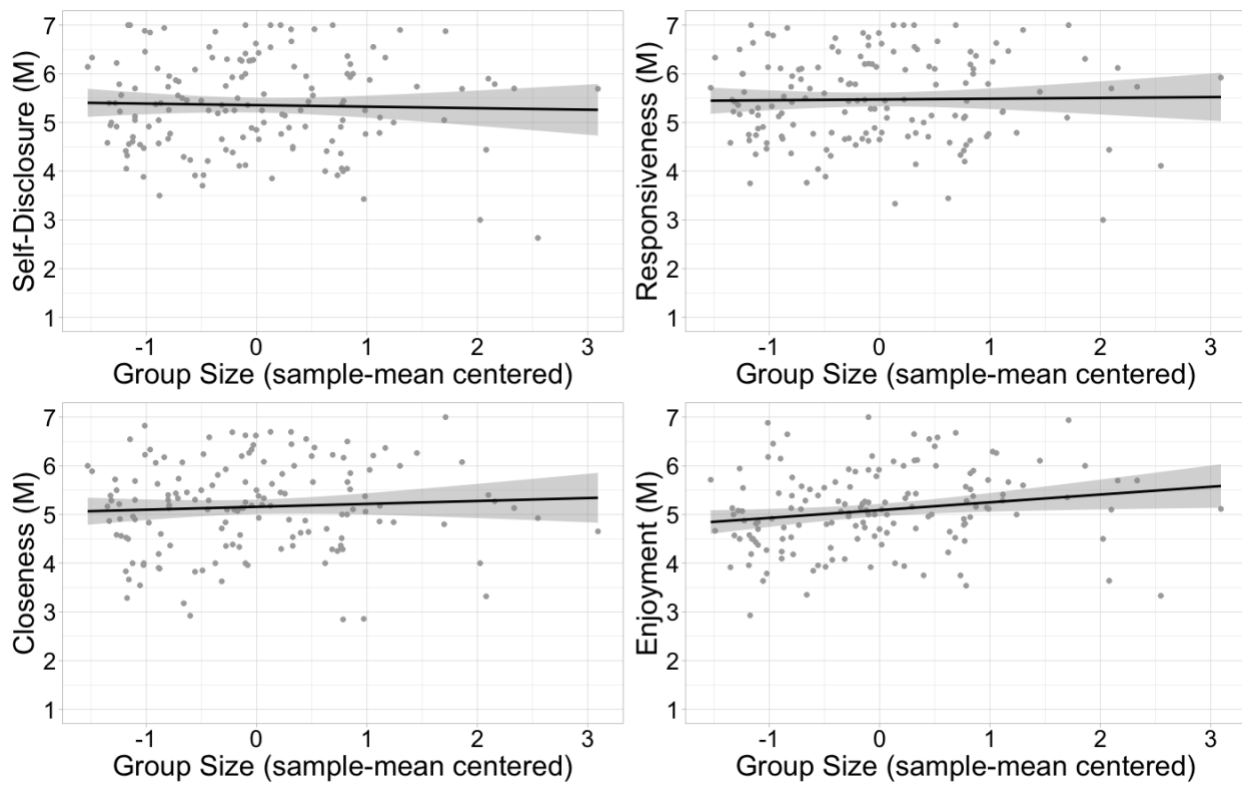 Self-Disclosure (M)
7
6
5
4
3
2
1
-1 0 1 2 3
Group Size (sample-mean centered)
Responsiveness (M)
7
6
5
4
3
2
1
-1 0 1 2 3
Group Size (sample-mean centered)
Closeness (M)
7
6
5
4
3
2
1
-1 0 1 2 3
Group Size (sample-mean centered)
Enjoyment (M)
7
6
5
4
3
2
1
-1 0 1 2 3
Group Size (sample-mean centered)